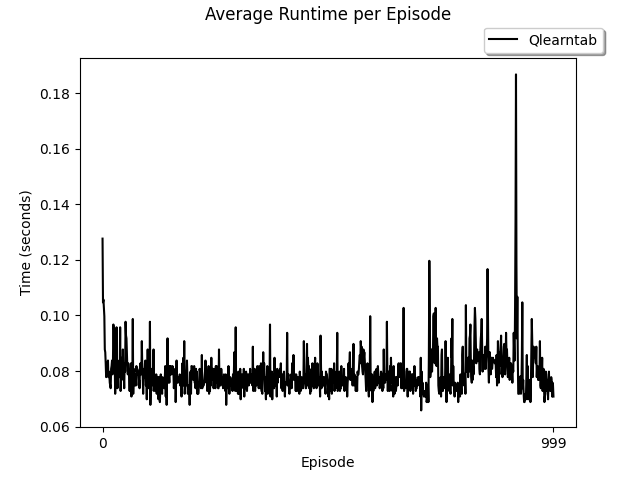 Average Runtime per Episode
Qlearntab
0.18
0.16
0.14
0.12
0.10
0.08
0.06
Time (seconds)
0
999
Episode